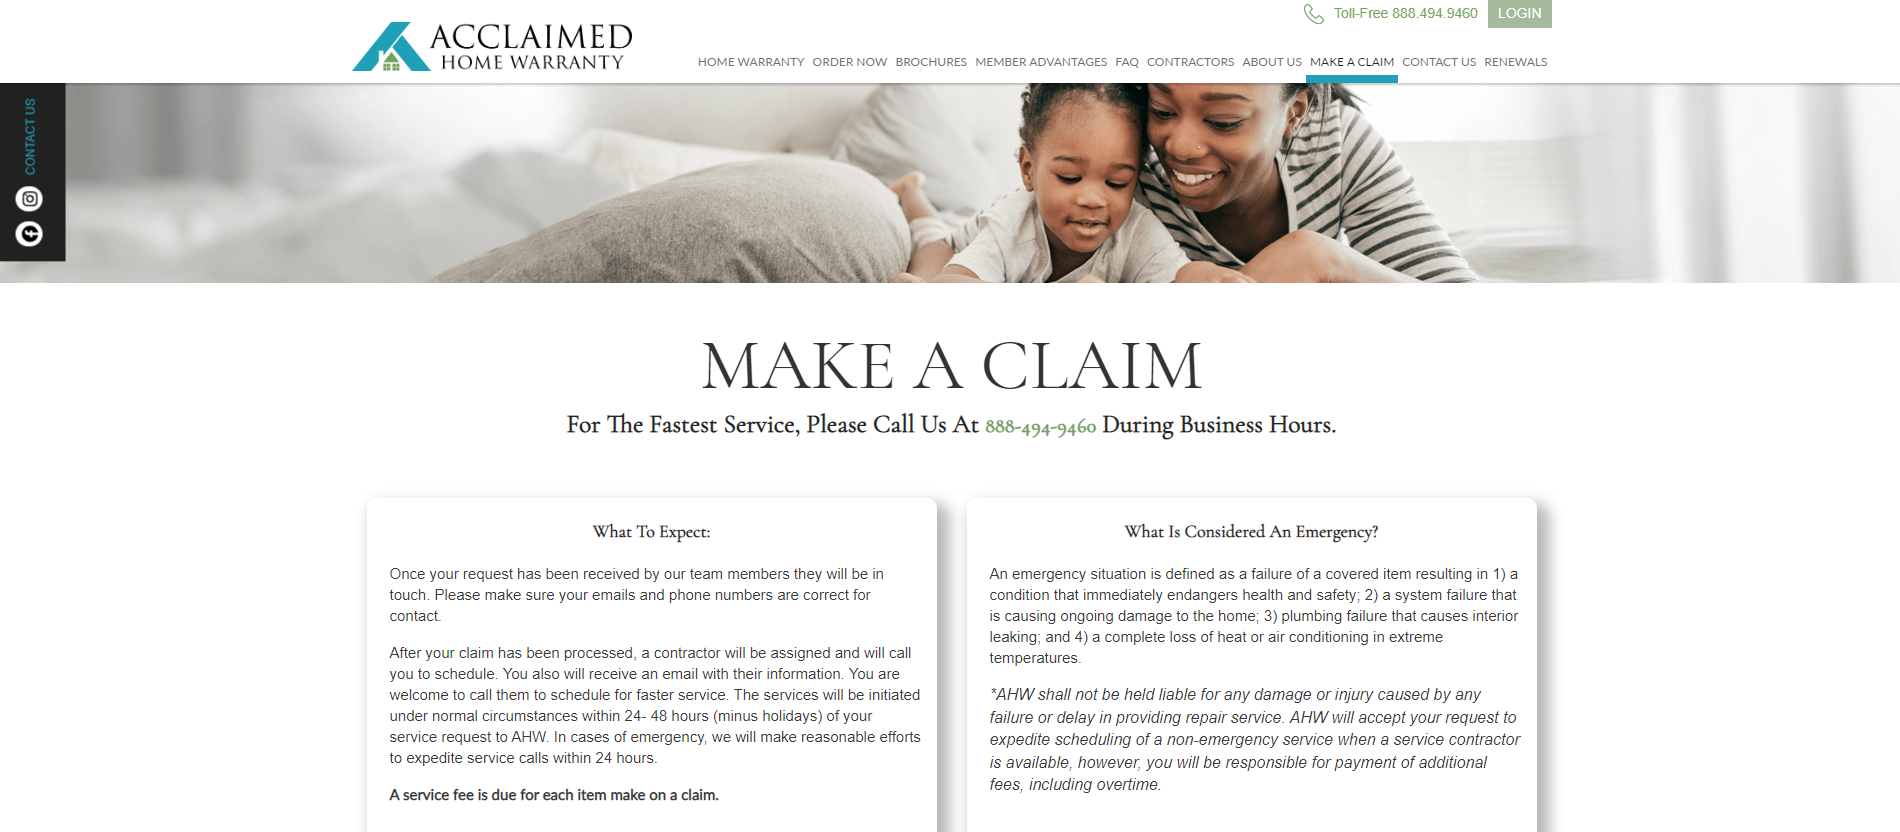 Toll-Free 888.494.9460 LOGIN
ACCLAIMED
HOME WARRANTY
HOME WARRANTY ORDER NOW BROCHURES MEMBER ADVANTAGES FAQ CONTRACTORS ABOUT US MAKE A CLAIM CONTACT US RENEWALS
CONTACT US
MAKE A CLAIM
For The Fastest Service, Please Call Us At 888-494-9460 During Business Hours.
What To Expect:
Once your request has been received by our team members they will be in
touch. Please make sure your emails and phone numbers are correct for
contact.
After your claim has been processed, a contractor will be assigned and will call
you to schedule. You also will receive an email with their information. You are
welcome to call them to schedule for faster service. The services will be initiated
under normal circumstances within 24- 48 hours (minus holidays) of your
service request to AHW. In cases of emergency, we will make reasonable efforts
to expedite service calls within 24 hours.
A service fee is due for each item make on a claim.
What Is Considered An Emergency?
An emergency situation is defined as a failure of a covered item resulting in 1) a
condition that immediately endangers health and safety; 2) a system failure that
is causing ongoing damage to the home; 3) plumbing failure that causes interior
leaking; and 4) a complete loss of heat or air conditioning in extreme
temperatures.
*AHW shall not be held liable for any damage or injury caused by any
failure or delay in providing repair service. AHW will accept your request to
expedite scheduling of a non-emergency service when a service contractor
is available, however, you will be responsible for payment of additional
fees, including overtime.